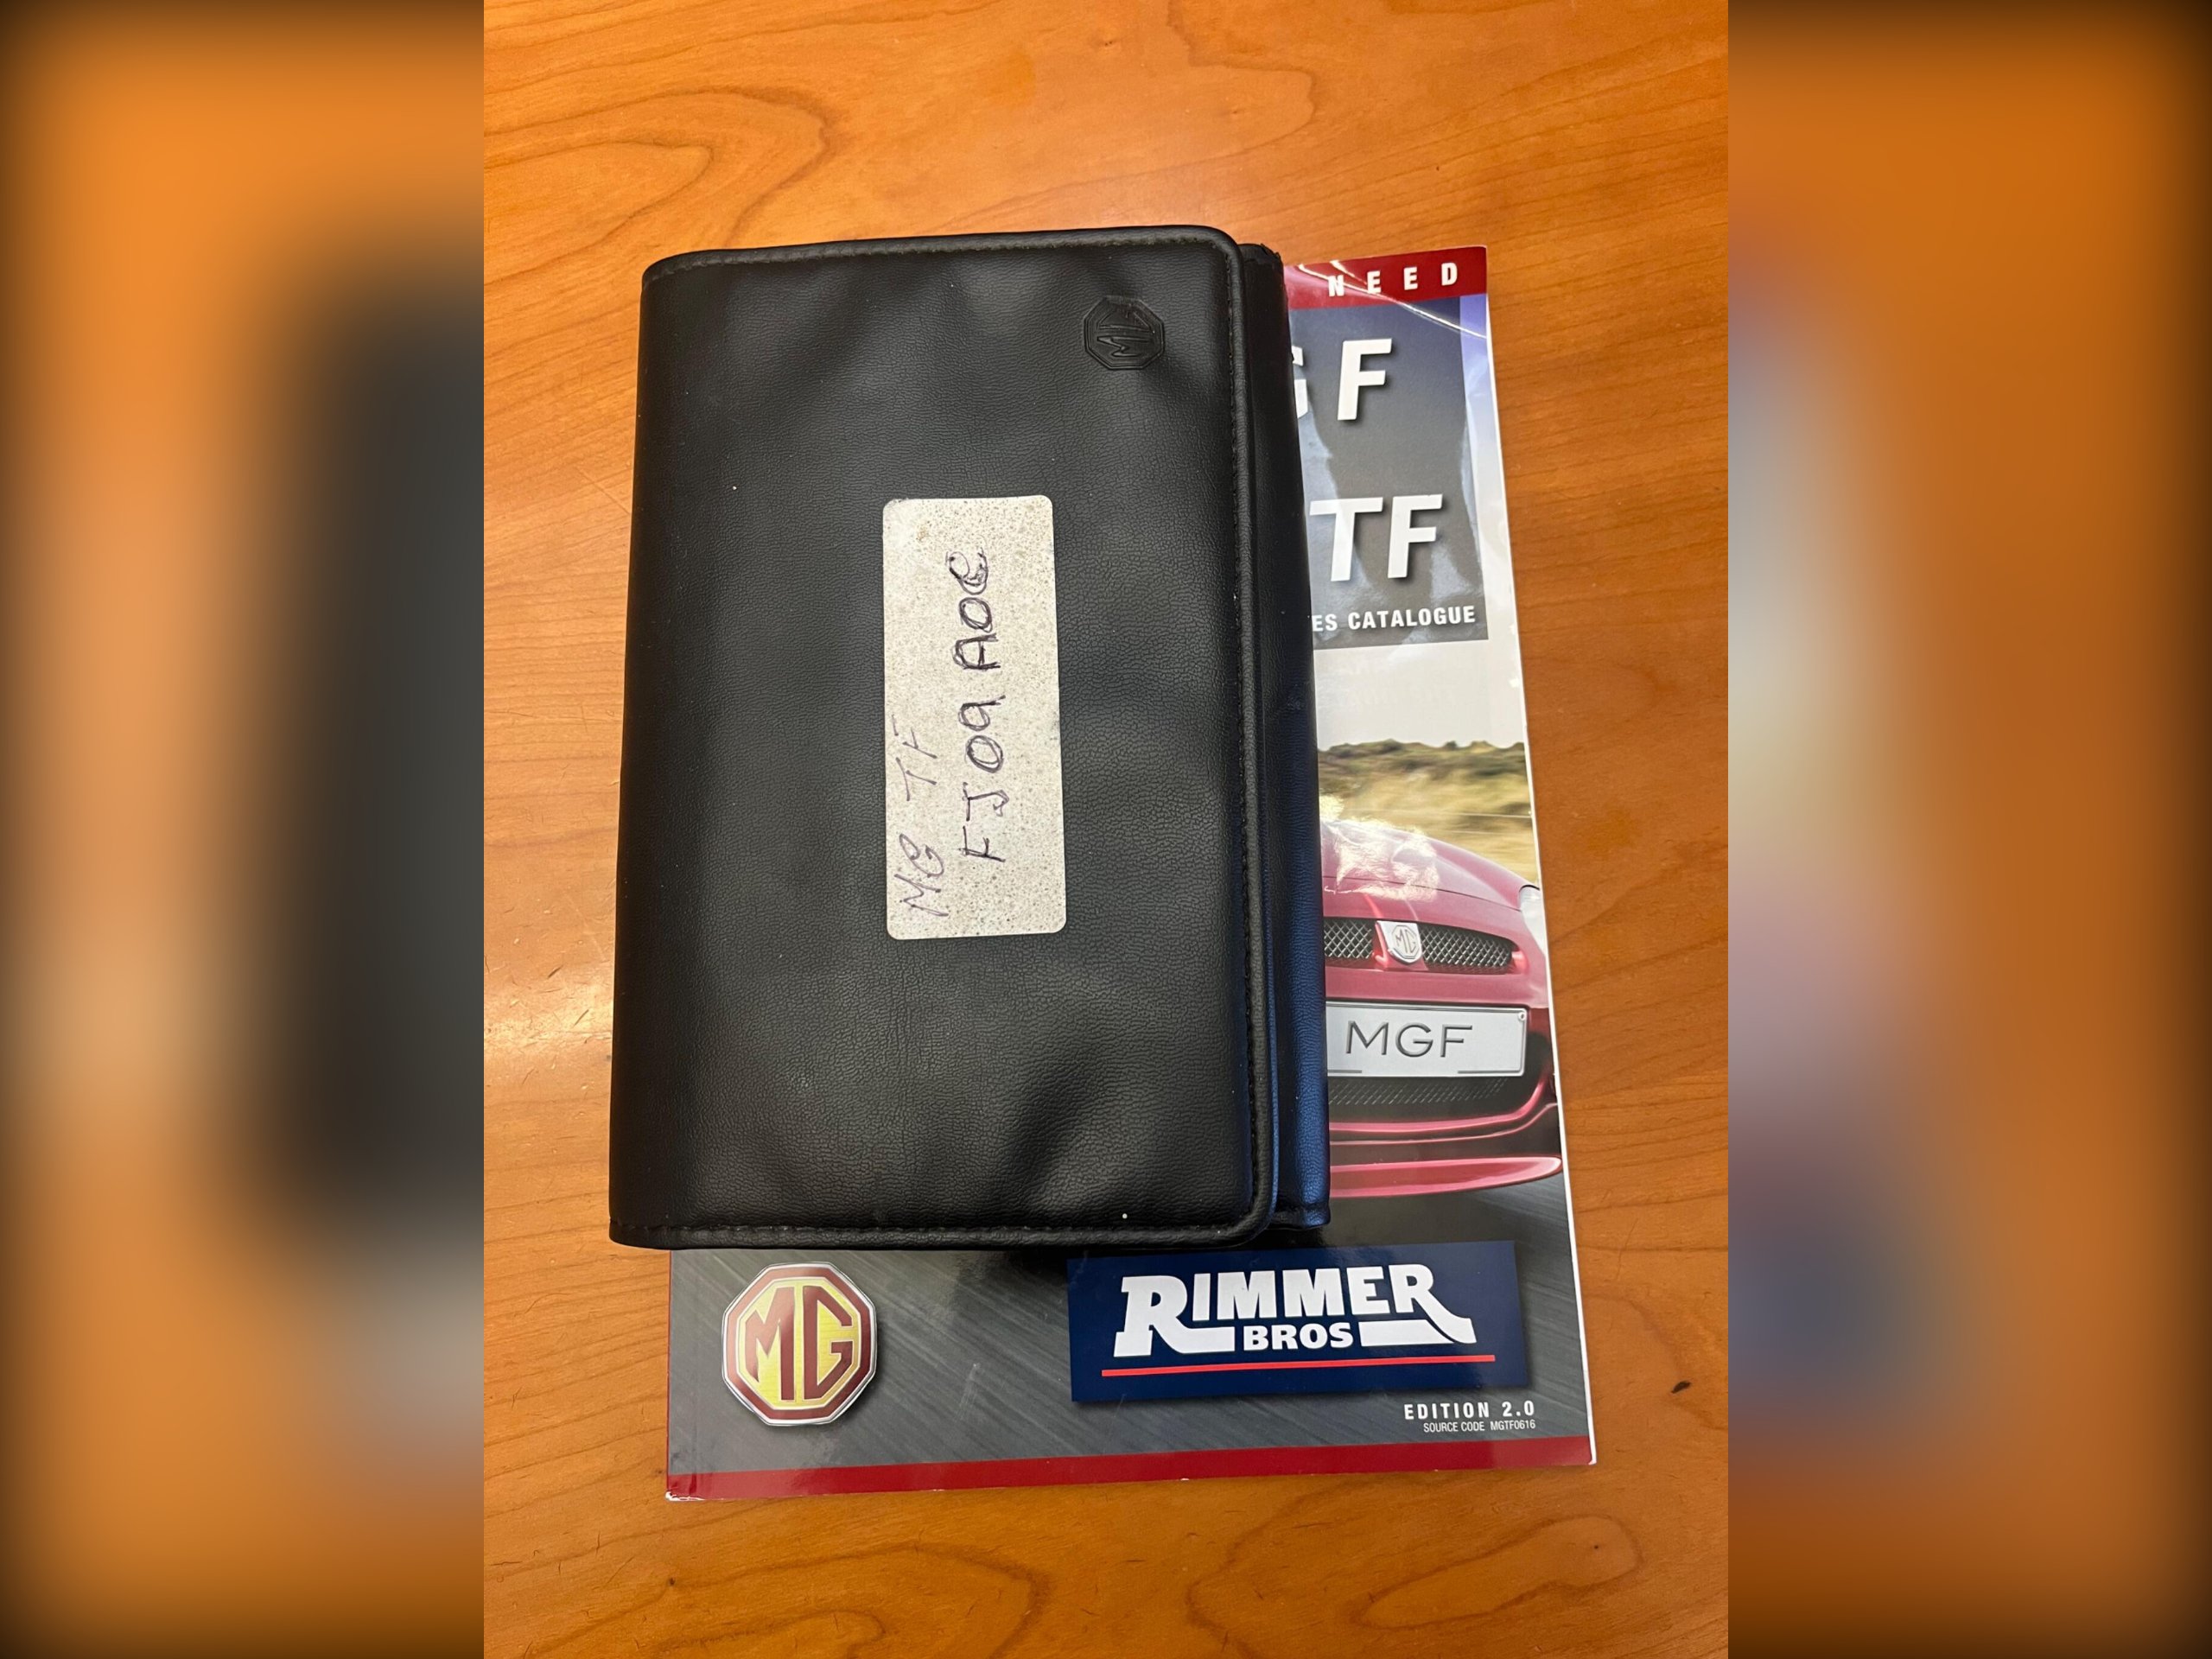 NEED
GF
TF
ES CATALOGUE
MG TF
FJ09 AOC
MG
MGF
MG
RIMMER
BROS
EDITION 2.0
SOURCE CODE MGTF0616